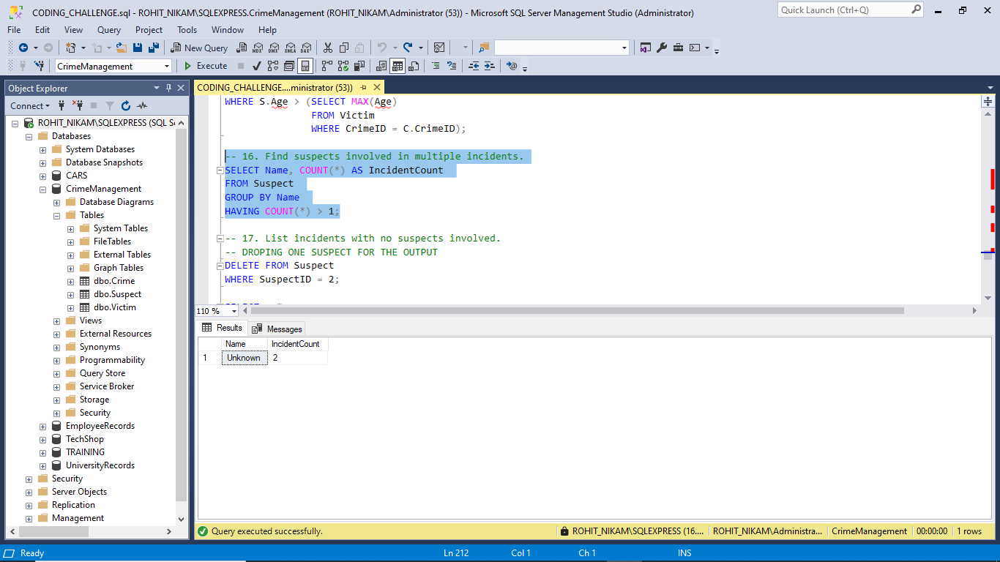 CODING_CHALLENGE.sql - ROHIT_NIKAM\SQLEXPRESS.CrimeManagement (ROHIT_NIKAM\Administrator (53)) - Microsoft SQL Server Management Studio (Administrator)
Quick Launch (Ctrl+Q)
File Edit View Query Project Tools Window Help
New Query MDX DMX XMLA DAX
CrimeManagement Execute
Object Explorer
Connect
ROHIT_NIKAM\SQLEXPRESS (SQL S
Databases
System Databases
Database Snapshots
CARS
CrimeManagement
Database Diagrams
Tables
System Tables
FileTables
External Tables
Graph Tables
dbo.Crime
dbo.Suspect
dbo.Victim
Views
External Resources
Synonyms
Programmability
Query Store
Service Broker
Storage
Security
EmployeeRecords
TechShop
TRAINING
UniversityRecords
Security
Server Objects
Replication
Management
CODING_CHALLENGE....ministrator (53))
WHERE S.Age > (SELECT MAX(Age)
FROM Victim
WHERE CrimeID = C.CrimeID);
-- 16. Find suspects involved in multiple incidents.
SELECT Name, COUNT(*) AS IncidentCount
FROM Suspect
GROUP BY Name
HAVING COUNT(*) > 1;
-- 17. List incidents with no suspects involved.
-- DROPING ONE SUSPECT FOR THE OUTPUT
DELETE FROM Suspect
WHERE SuspectID = 2;
110 %
Results Messages
Name IncidentCount
1 Unknown 2
Query executed successfully. ROHIT_NIKAM\SQLEXPRESS (16.... ROHIT_NIKAM\Administra... CrimeManagement 00:00:00 1 rows
Ready Ln 212 Col 1 Ch 1 INS